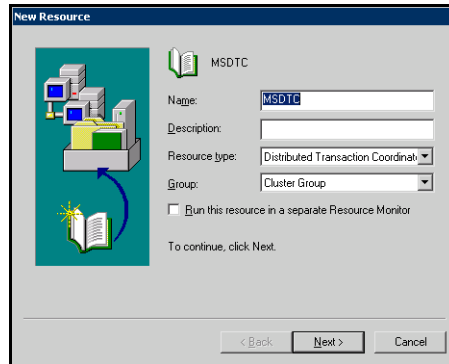 New Resource
MSDTC
Name: MSDTC
Description:
Resource type: Distributed Transaction Coordinat
Group: Cluster Group
Run this resource in a separate Resource Monitor
To continue, click Next.
< Back Next > Cancel